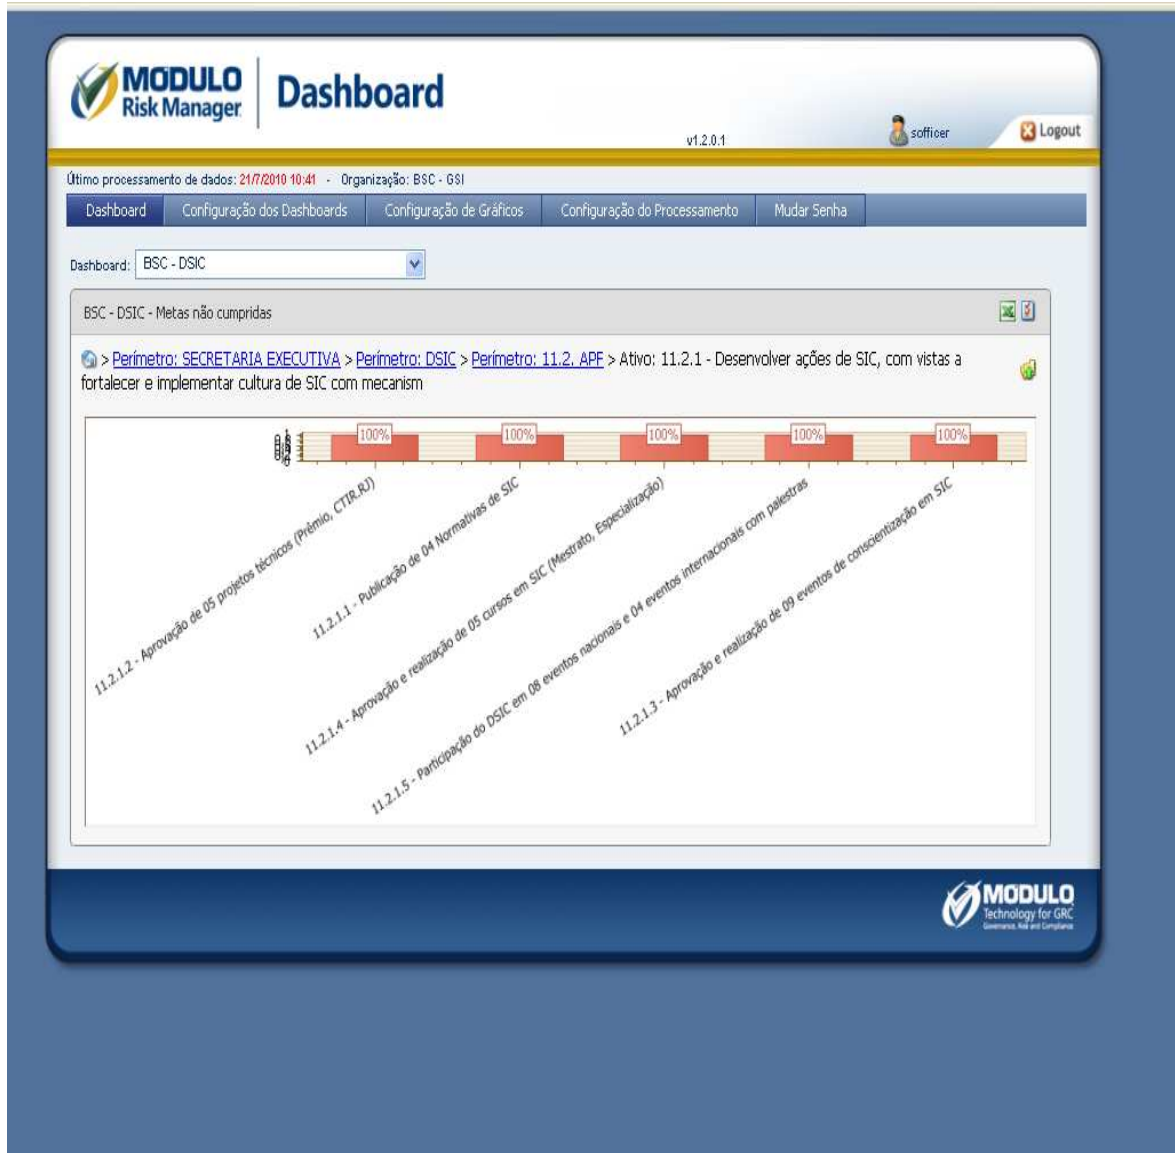 MODULO
Risk Manager
Dashboard
v1.2.0.1
sofficer
Logout
Último processamento de dados: 21/7/2010 10:41 - Organização: BSC - GSI
Dashboard Configuração dos Dashboards Configuração de Gráficos Configuração do Processamento Mudar Senha
Dashboard: BSC - DSIC
BSC - DSIC - Metas não cumpridas
> Perímetro: SECRETARIA EXECUTIVA > Perímetro: DSIC > Perímetro: 11.2. APF > Ativo: 11.2.1 - Desenvolver ações de SIC, com vistas a
fortalecer e implementar cultura de SIC com mecanism
100% 100% 100% 100% 100%
11.2.1.2 - Aprovação de 05 projetos técnicos (Prêmio, CTIR.RJ)
11.2.1.1 - Publicação de 04 Normativas de SIC
11.2.1.4 - Aprovação e realização de 05 cursos em SIC (Mestrato, Especialização)
11.2.1.5 - Participação do DSIC em 08 eventos nacionais e 04 eventos internacionais com palestras
11.2.1.3 - Aprovação e realização de 09 eventos de conscientização em SIC
MODULO
Technology for GRC
Governance, Risk and Compliance